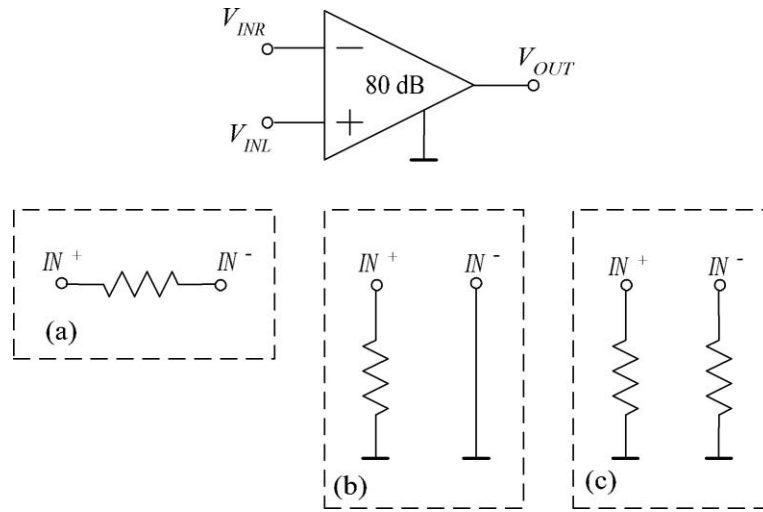 V_INR
−
80 dB
V_OUT
+
V_INL
IN⁺
IN⁻
(a)
IN⁺
IN⁻
(b)
IN⁺
IN⁻
(c)